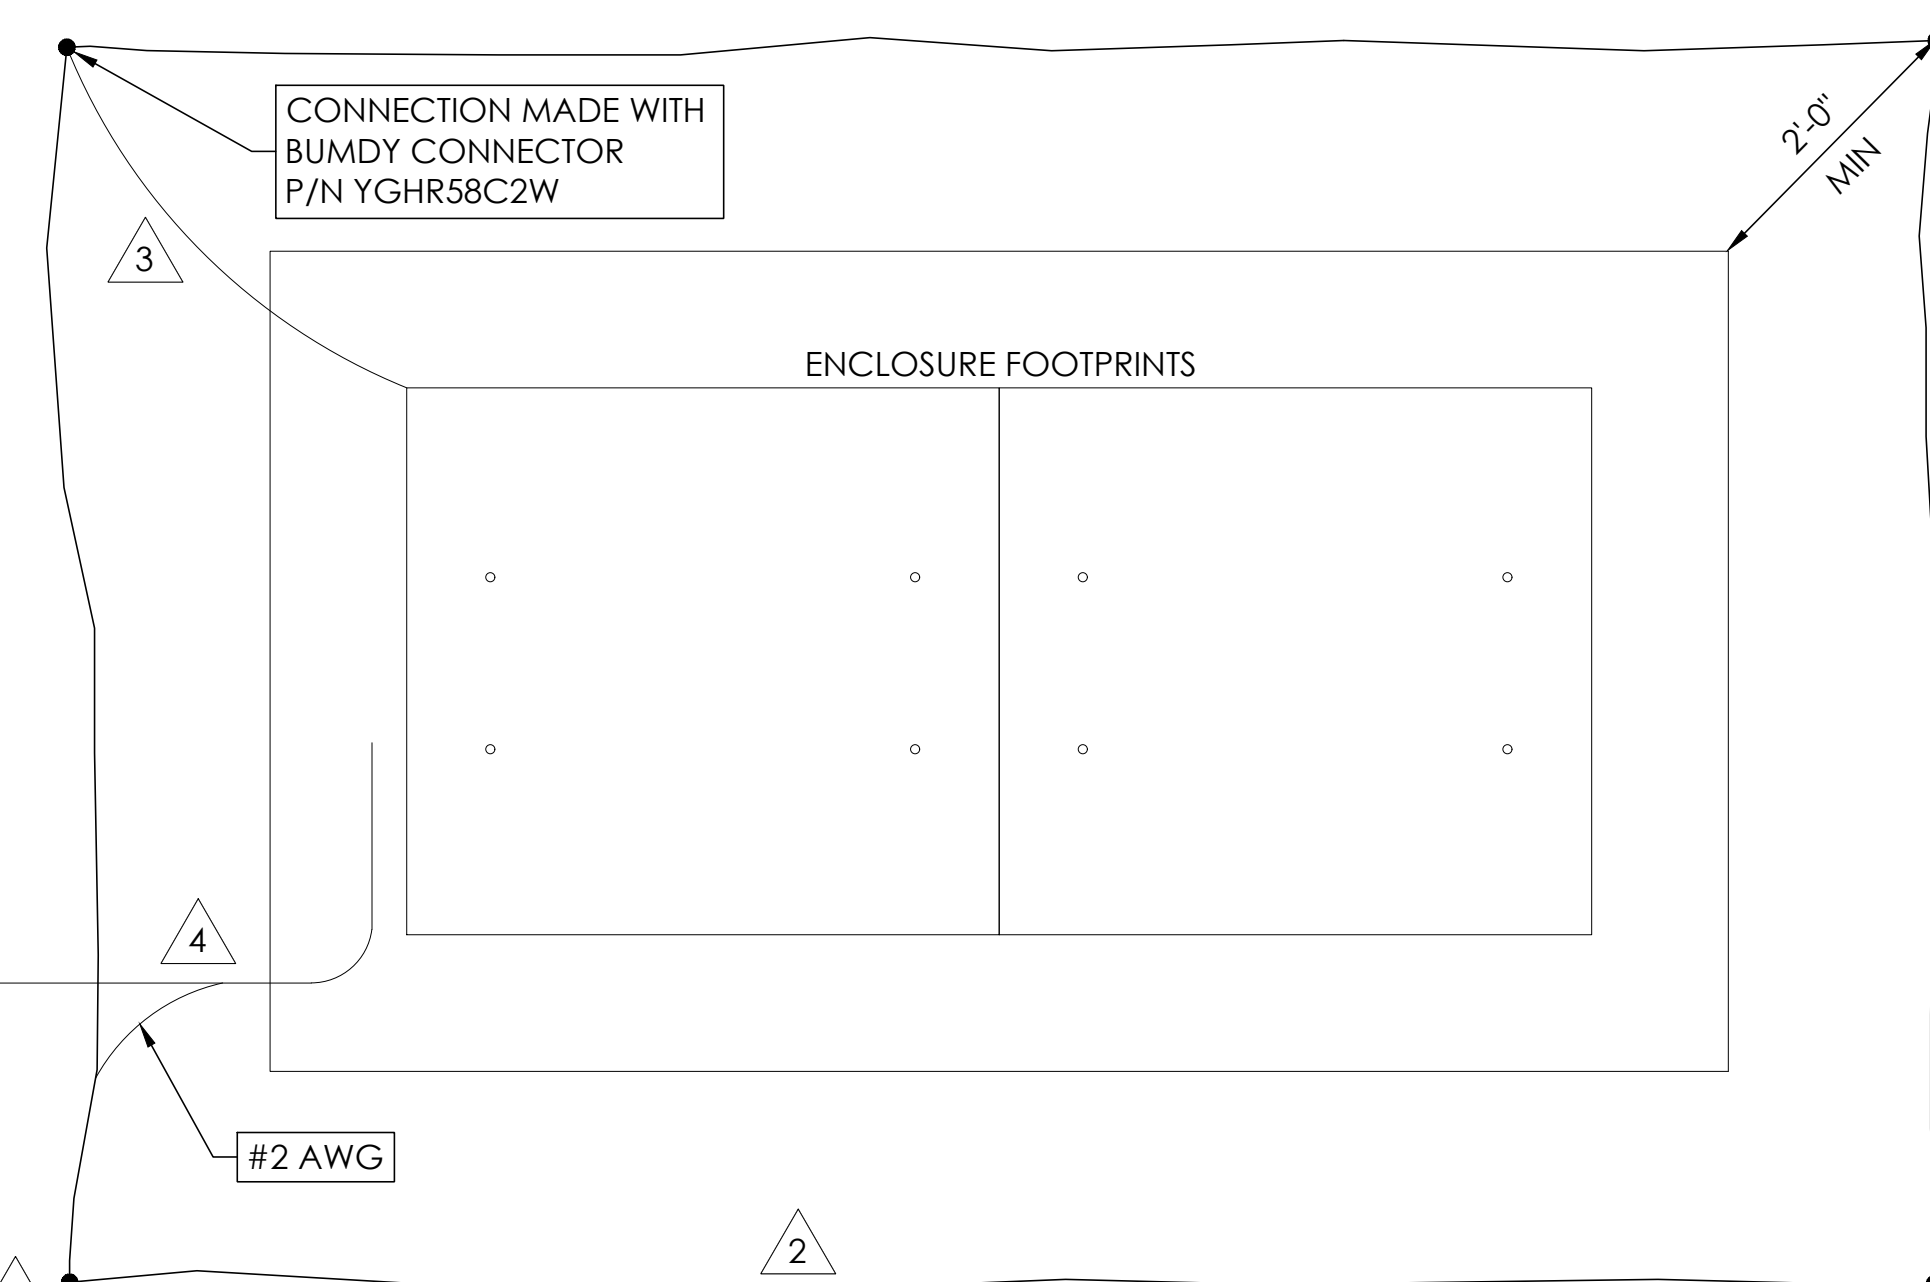 CONNECTION MADE WITH
BUMDY CONNECTOR
P/N YGHR58C2W
2'-0"
MIN
3
ENCLOSURE FOOTPRINTS
4
#2 AWG
2